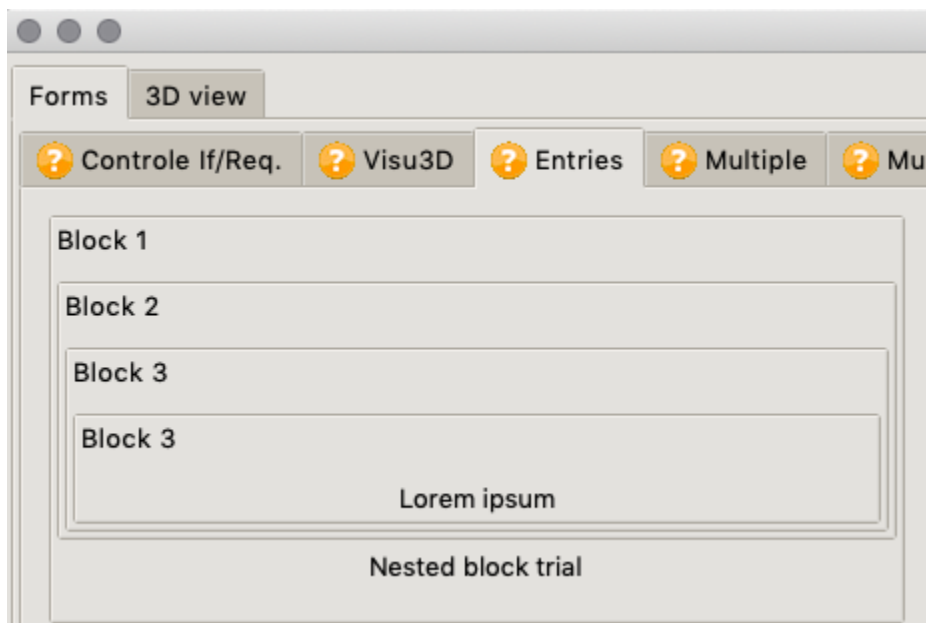 Forms 3D view
? Controle If/Req. ? Visu3D ? Entries ? Multiple ? Mu
Block 1
Block 2
Block 3
Block 3
Lorem ipsum
Nested block trial